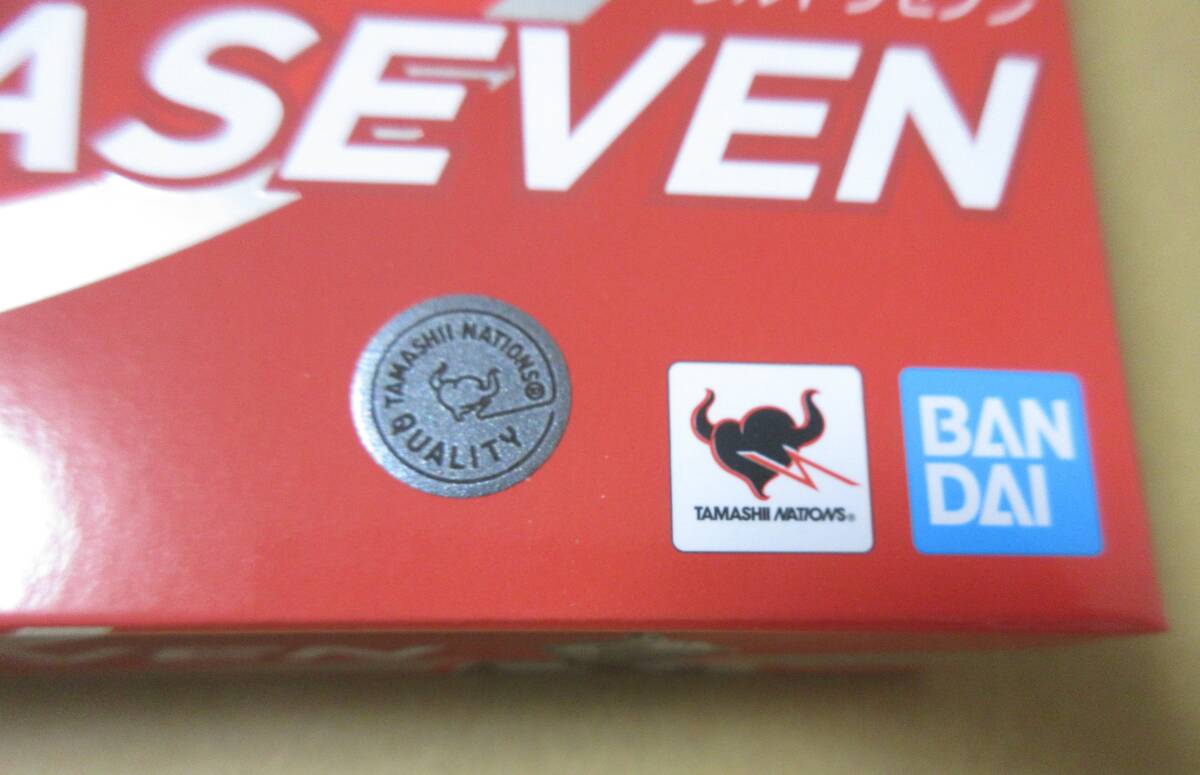 ASEVEN
TAMASHII NATIONS®
QUALITY
TAMASHII NATIONS®
BAN
DAI